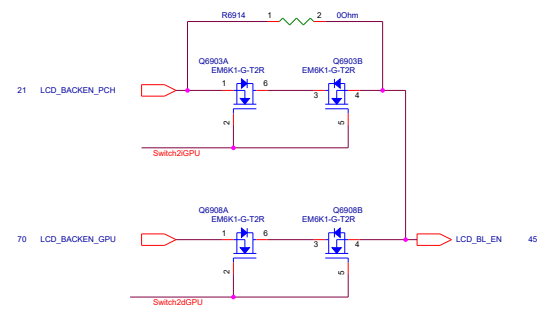 R6914 1 2 0Ohm
Q6903A Q6903B
EM6K1-G-T2R EM6K1-G-T2R
21 LCD_BACKEN_PCH 1 6 3 4
2 5
Switch2iGPU
Q6908A Q6908B
EM6K1-G-T2R EM6K1-G-T2R
70 LCD_BACKEN_GPU 1 6 3 4 LCD_BL_EN 45
2 5
Switch2dGPU